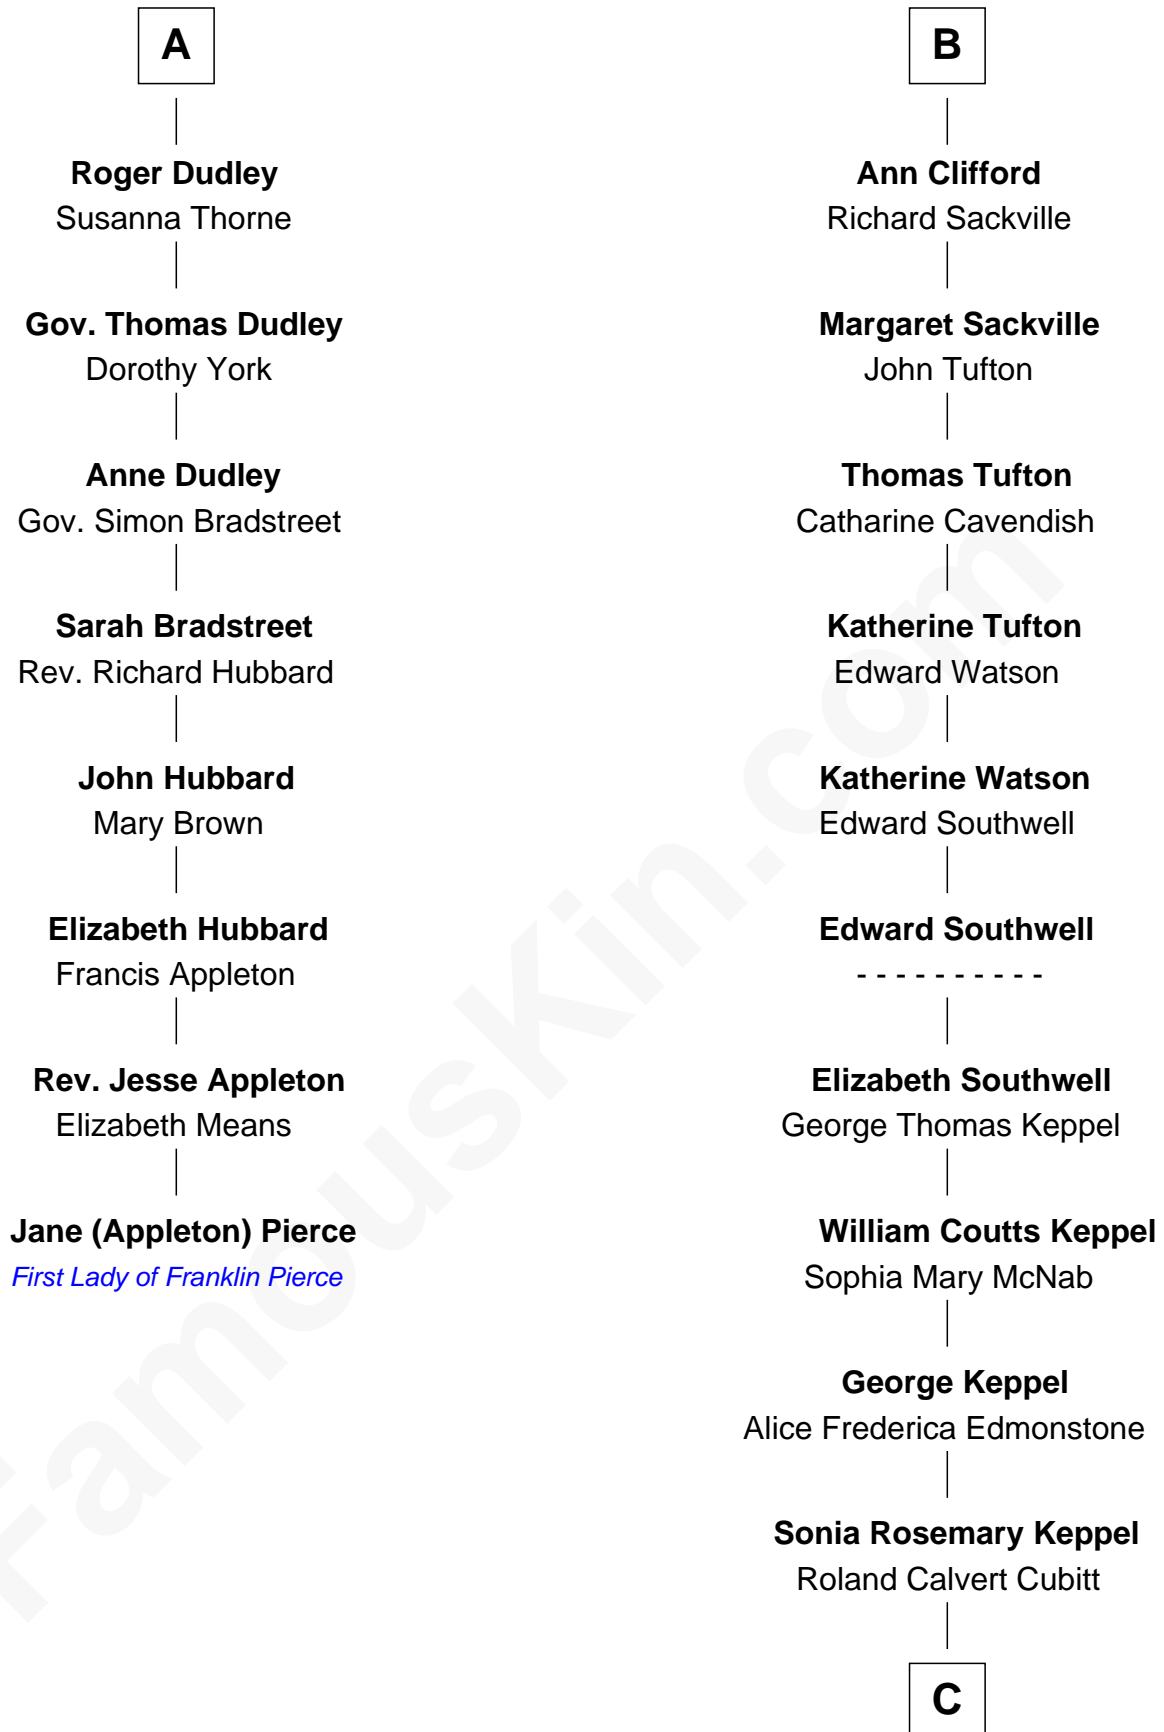 A
Roger Dudley
Susanna Thorne
Gov. Thomas Dudley
Dorothy York
Anne Dudley
Gov. Simon Bradstreet
Sarah Bradstreet
Rev. Richard Hubbard
John Hubbard
Mary Brown
Elizabeth Hubbard
Francis Appleton
Rev. Jesse Appleton
Elizabeth Means
Jane (Appleton) Pierce
First Lady of Franklin Pierce
B
Ann Clifford
Richard Sackville
Margaret Sackville
John Tufton
Thomas Tufton
Catharine Cavendish
Katherine Tufton
Edward Watson
Katherine Watson
Edward Southwell
Edward Southwell
- - - - - - - - - -
Elizabeth Southwell
George Thomas Keppel
William Coutts Keppel
Sophia Mary McNab
George Keppel
Alice Frederica Edmonstone
Sonia Rosemary Keppel
Roland Calvert Cubitt
C
FamousKin.com